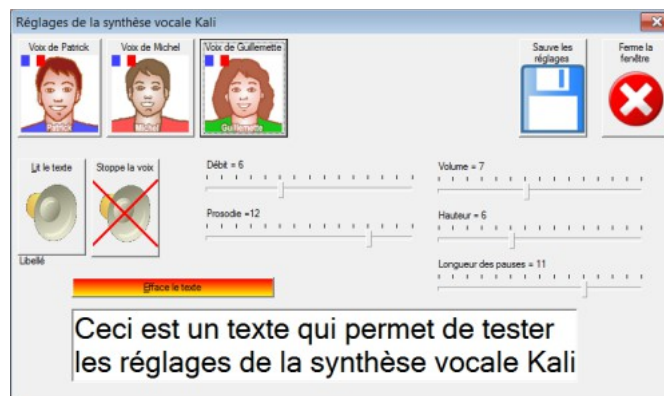 Réglages de la synthèse vocale Kali
Voix de Patrick
Voix de Michel
Voix de Guillemette
Sauve les
réglages
Ferme la
fenêtre
Patrick
Michel
Guillemette
Lit le texte
Stoppe la voix
Débit = 6
Volume = 7
Prosodie =12
Hauteur = 6
Libellé
Longueur des pauses = 11
Efface le texte
Ceci est un texte qui permet de tester
les réglages de la synthèse vocale Kali